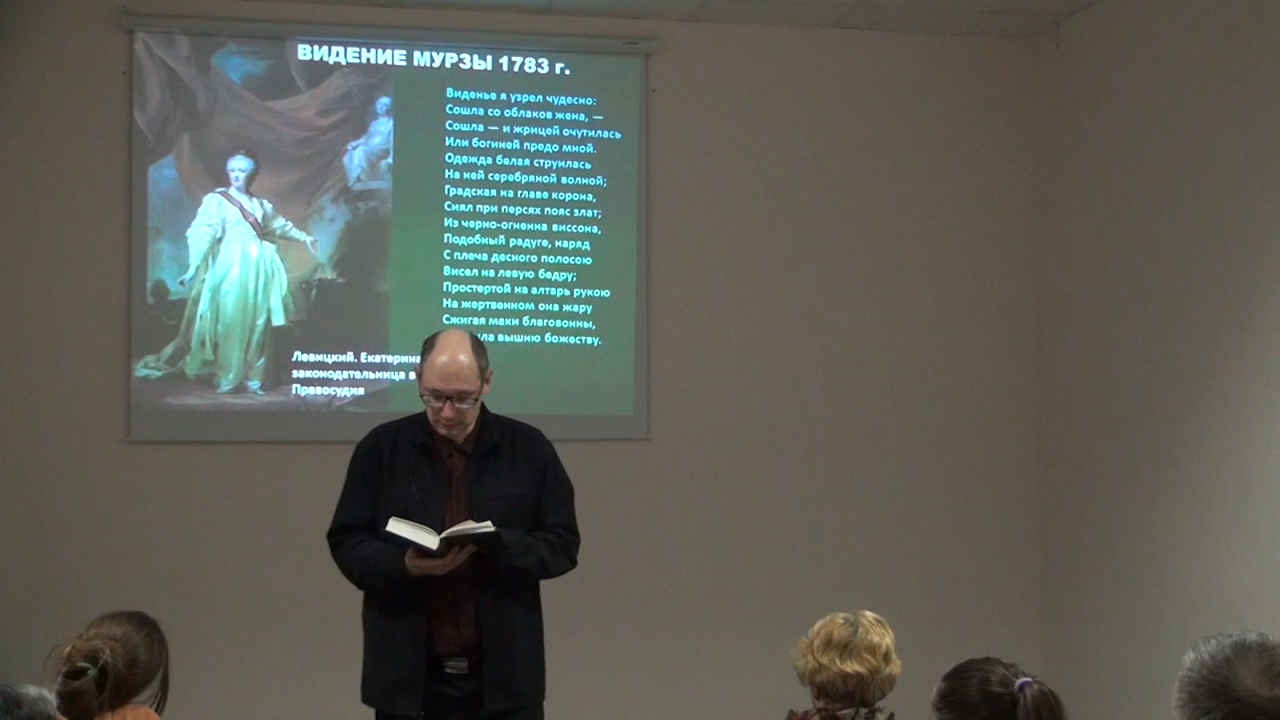 ВИДЕНИЕ МУРЗЫ 1783 г.
Виденье я узрел чудесно:
Сошла со облаков жена, —
Сошла — и жрицей очутилась
Или богиней предо мной.
Одежда белая струилась
На ней серебряной волной;
Градская на главе корона,
Сиял при персях пояс злат;
Из черно-огненна виссона,
Подобный радуге, наряд
С плеча десного полосою
Висел на левую бедру;
Простертой на алтарь рукою
На жертвенном она жару
Сжигая маки благовонны,
вышню божеству.
Левицкий. Екатерина
законодательница в
Правосудия